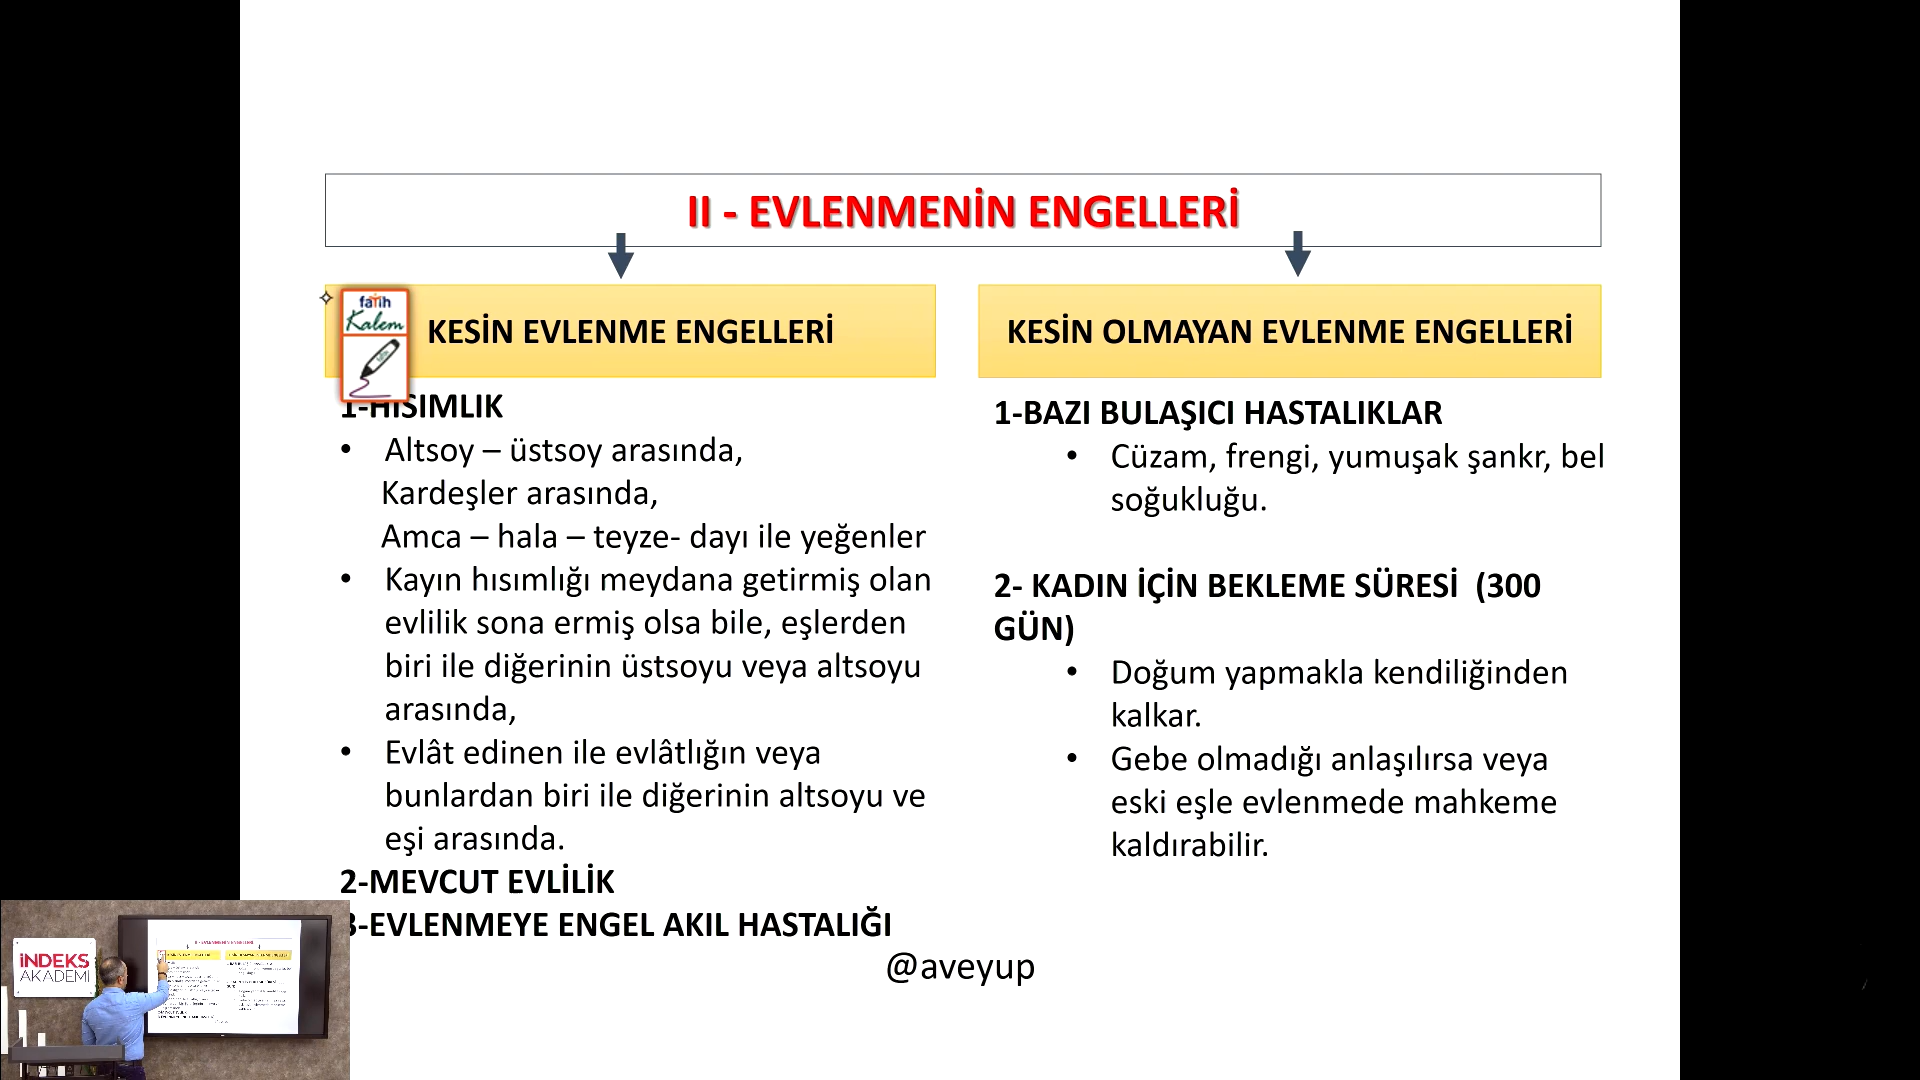 II - EVLENMENİN ENGELLERİ
fatih
Kalem
KESİN EVLENME ENGELLERİ
1-HISIMLIK
• Altsoy – üstsoy arasında,
Kardeşler arasında,
Amca – hala – teyze- dayı ile yeğenler
• Kayın hısımlığı meydana getirmiş olan
evlilik sona ermiş olsa bile, eşlerden
biri ile diğerinin üstsoyu veya altsoyu
arasında,
• Evlât edinen ile evlâtlığın veya
bunlardan biri ile diğerinin altsoyu ve
eşi arasında.
2-MEVCUT EVLİLİK
3-EVLENMEYE ENGEL AKIL HASTALIĞI
KESİN OLMAYAN EVLENME ENGELLERİ
1-BAZI BULAŞICI HASTALIKLAR
• Cüzam, frengi, yumuşak şankr, bel
soğukluğu.
2- KADIN İÇİN BEKLEME SÜRESİ (300
GÜN)
• Doğum yapmakla kendiliğinden
kalkar.
• Gebe olmadığı anlaşılırsa veya
eski eşle evlenmede mahkeme
kaldırabilir.
@aveyup
İNDEKS
AKADEMİ